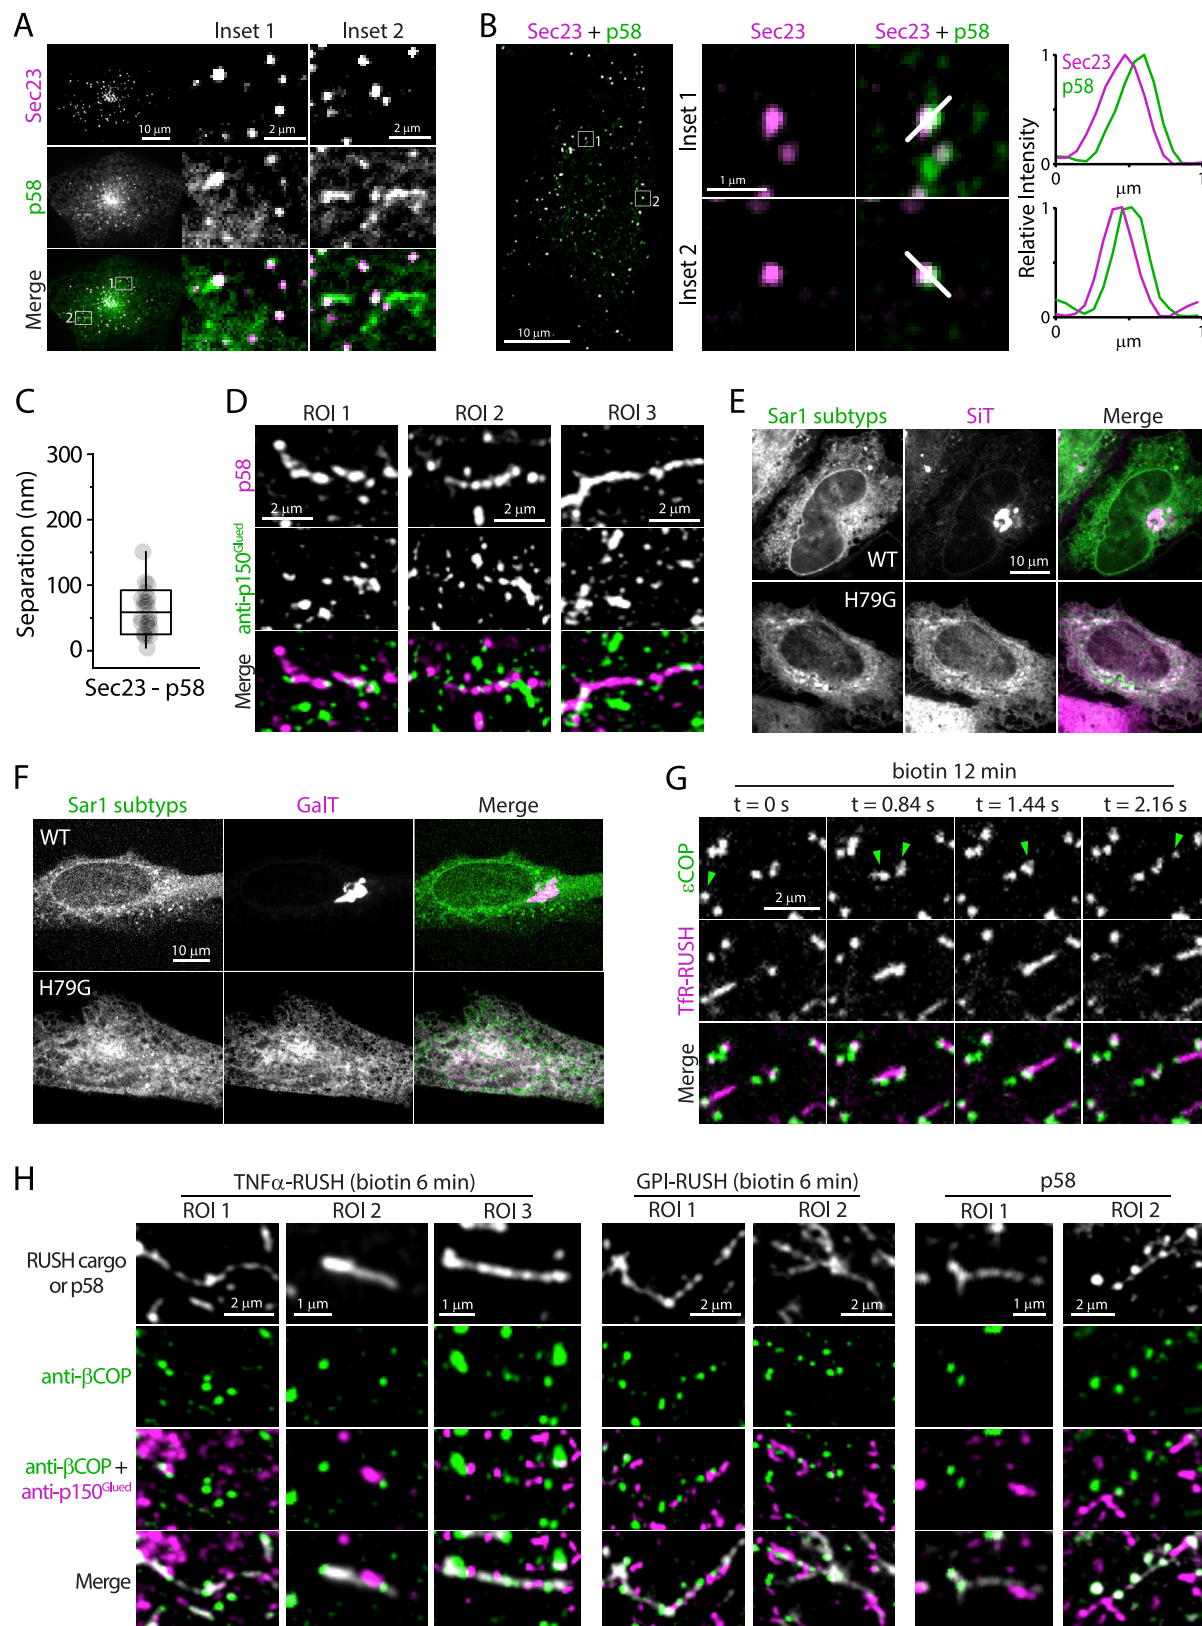 A
Inset 1
Inset 2
Sec23
10 μm
2 μm
2 μm
p58
Merge
1
2
B
Sec23 + p58
Sec23
Sec23 + p58
1
2
10 μm
Inset 1
1 μm
Inset 2
Relative Intensity
1
Sec23
p58
0
0
μm
1
1
0
0
μm
1
C
Separation (nm)
300
200
100
0
Sec23 - p58
D
ROI 1
ROI 2
ROI 3
p58
2 μm
2 μm
2 μm
anti-p150Glued
Merge
E
Sar1 subtyps
SiT
Merge
WT
10 μm
H79G
F
Sar1 subtyps
GalT
Merge
WT
10 μm
H79G
G
biotin 12 min
t = 0 s
t = 0.84 s
t = 1.44 s
t = 2.16 s
εCOP
2 μm
TfR-RUSH
Merge
H
TNFα-RUSH (biotin 6 min)
GPI-RUSH (biotin 6 min)
p58
ROI 1
ROI 2
ROI 3
ROI 1
ROI 2
ROI 1
ROI 2
RUSH cargo
or p58
2 μm
1 μm
1 μm
2 μm
2 μm
1 μm
2 μm
anti-βCOP
anti-βCOP +
anti-p150Glued
Merge